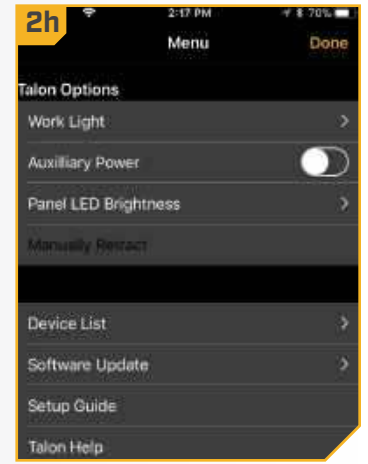 2h
2:17 PM
70%
Menu
Done
Talon Options
Work Light
Auxilliary Power
Panel LED Brightness
Manually Retract
Device List
Software Update
Setup Guide
Talon Help